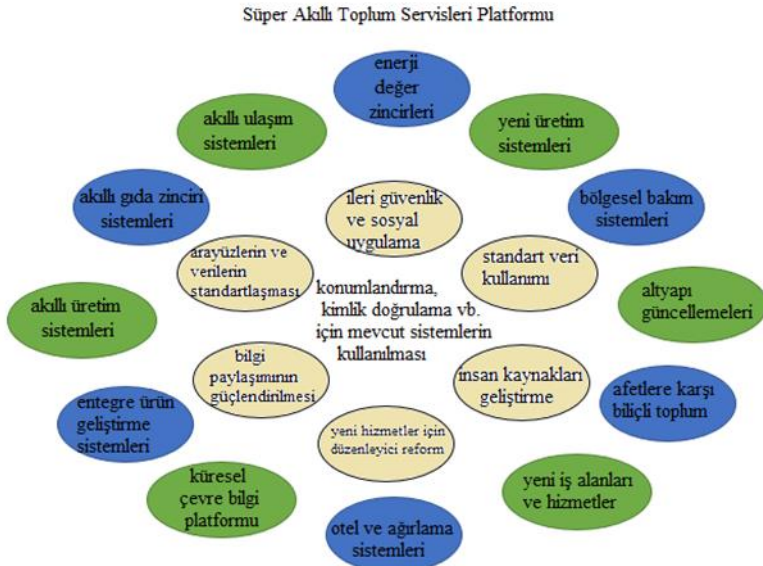 Süper Akıllı Toplum Servisleri Platformu
enerji
değer
zincirleri
akıllı ulaşım
sistemleri
yeni üretim
sistemleri
akıllı gıda zinciri
sistemleri
bölgesel bakım
sistemleri
ileri güvenlik
ve sosyal
uygulama
arayüzlerin ve
verilerin
standartlaşması
standart veri
kullanımı
akıllı üretim
sistemleri
konumlandırma,
kimlik doğrulama vb.
için mevcut sistemlerin
kullanılması
altyapı
güncellemeleri
bilgi
paylaşımının
güçlendirilmesi
insan kaynakları
geliştirme
entegre ürün
geliştirme
sistemleri
afetlere karşı
biliçli toplum
yeni hizmetler için
düzenleyici reform
küresel
çevre bilgi
platformu
yeni iş alanları
ve hizmetler
otel ve ağırlama
sistemleri